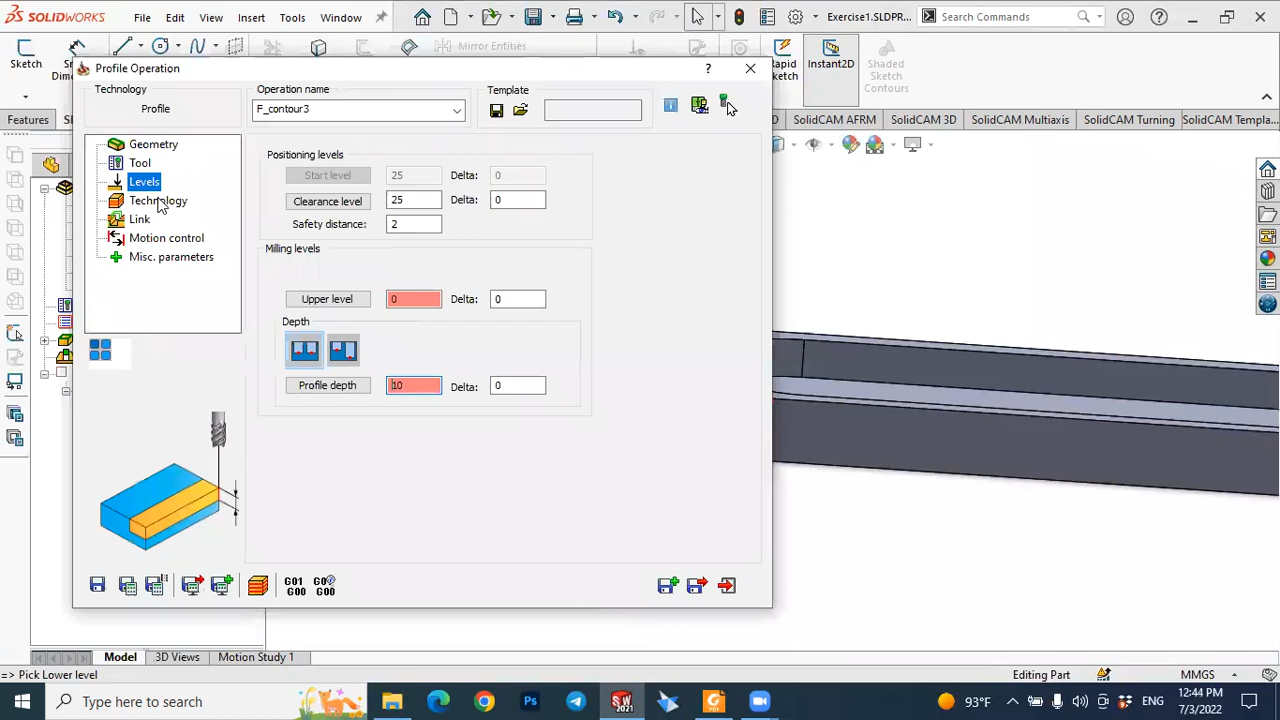 SOLIDWORKS File Edit View Insert Tools Window Exercise1.SLDPR... Search Commands
Sketch
Mirror Entities
Rapid Sketch
Instant2D
Shaded Sketch Contours
Features
SolidCAM AFRM SolidCAM 3D SolidCAM Multiaxis SolidCAM Turning SolidCAM Templa...
Profile Operation
Technology
Profile
Operation name
F_contour3
Template
Geometry
Tool
Levels
Technology
Link
Motion control
Misc. parameters
Positioning levels
Start level 25 Delta: 0
Clearance level 25 Delta: 0
Safety distance: 2
Milling levels
Upper level 0 Delta: 0
Depth
Profile depth 10 Delta: 0
G01 G00 G00
Model 3D Views Motion Study 1
=> Pick Lower level Editing Part MMGS
Type here to search
93°F ENG
12:44 PM
7/3/2022